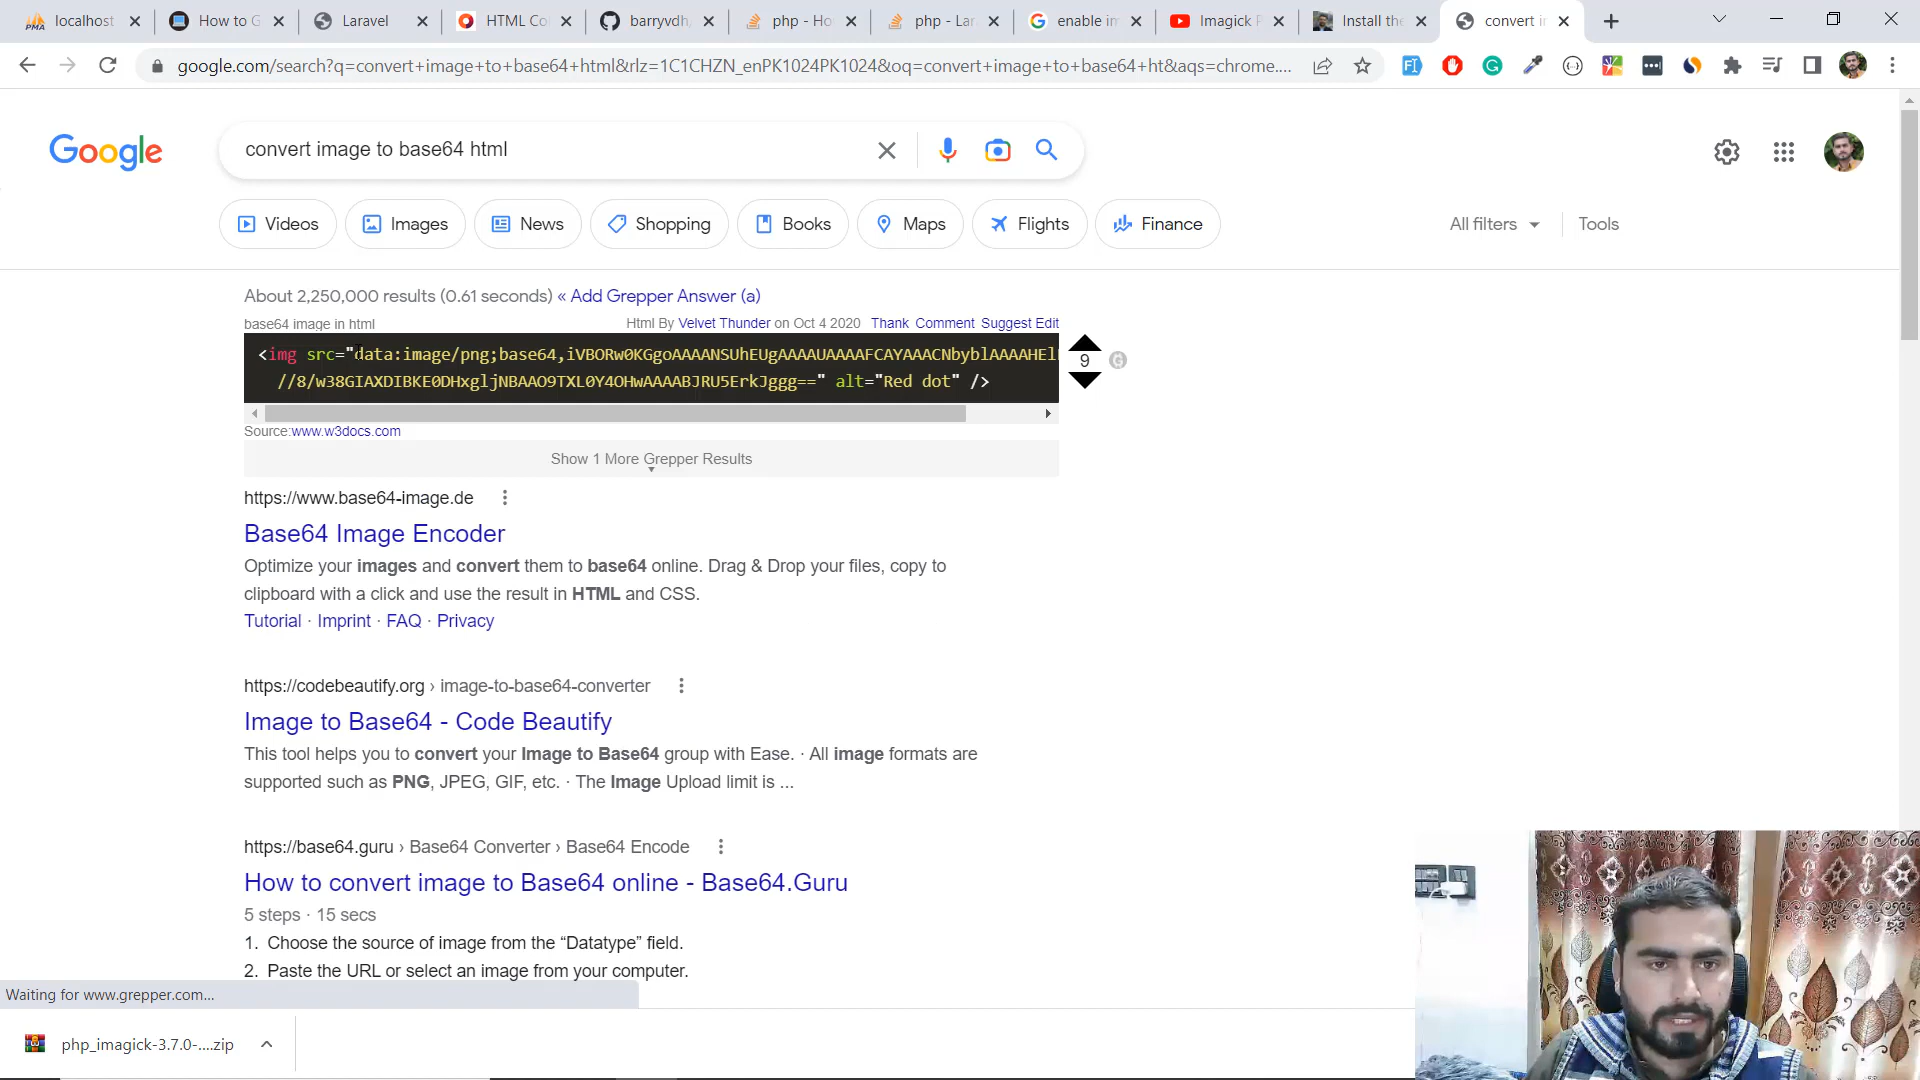 localhost
How to G
Laravel
HTML Co
barryvdh,
php - Ho
php - Lar
enable im
Imagick P
Install the
convert in
google.com/search?q=convert+image+to+base64+html&rlz=1C1CHZN_enPK1024PK1024&oq=convert+image+to+base64+ht&aqs=chrome....
Google
convert image to base64 html
Videos
Images
News
Shopping
Books
Maps
Flights
Finance
All filters
Tools
About 2,250,000 results (0.61 seconds) « Add Grepper Answer (a)
base64 image in html
Html By Velvet Thunder on Oct 4 2020 Thank Comment Suggest Edit
<img src="data:image/png;base64,iVBORw0KGgoAAAANSUhEUgAAAAUAAAAFCAYAAACNbyblAAAAHEl
//8/w38GIAXDIBKE0DHxgljNBAAO9TXL0Y4OHwAAAABJRU5ErkJggg==" alt="Red dot" />
9
Source:www.w3docs.com
Show 1 More Grepper Results
https://www.base64-image.de
Base64 Image Encoder
Optimize your images and convert them to base64 online. Drag & Drop your files, copy to
clipboard with a click and use the result in HTML and CSS.
Tutorial · Imprint · FAQ · Privacy
https://codebeautify.org › image-to-base64-converter
Image to Base64 - Code Beautify
This tool helps you to convert your Image to Base64 group with Ease. · All image formats are
supported such as PNG, JPEG, GIF, etc. · The Image Upload limit is ...
https://base64.guru › Base64 Converter › Base64 Encode
How to convert image to Base64 online - Base64.Guru
5 steps · 15 secs
1. Choose the source of image from the “Datatype” field.
2. Paste the URL or select an image from your computer.
Waiting for www.grepper.com...
php_imagick-3.7.0-....zip